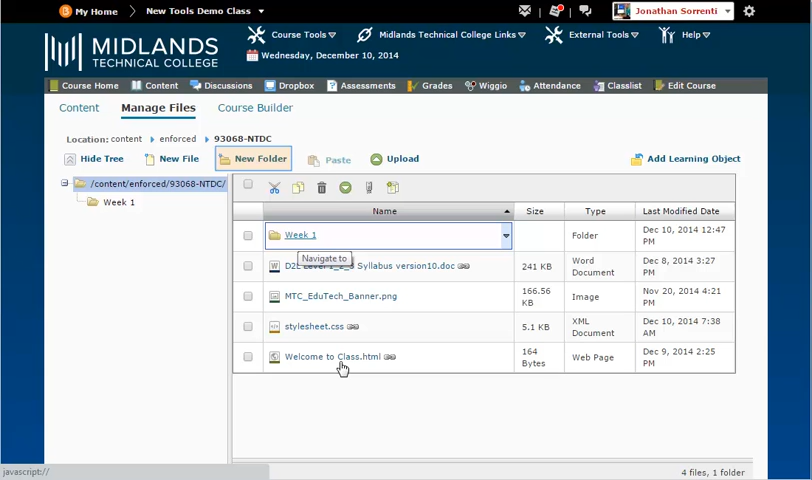 My Home New Tools Demo Class Jonathan Sorrenti
MIDLANDS
TECHNICAL COLLEGE
Course Tools Midlands Technical College Links External Tools Help
Wednesday, December 10, 2014
Course Home Content Discussions Dropbox Assessments Grades Wiggio Attendance Classlist Edit Course
Content Manage Files Course Builder
Location: content enforced 93068-NTDC
Hide Tree New File New Folder Paste Upload Add Learning Object
/content/enforced/93068-NTDC/
Week 1
Name Size Type Last Modified Date
Week 1 Folder Dec 10, 2014 12:47
PM
Navigate to
Syllabus version10.doc 241 KB Word
Document Dec 8, 2014 3:27
PM
MTC_EduTech_Banner.png 166.56
KB Image Nov 20, 2014 4:21
PM
stylesheet.css 5.1 KB XML
Document Dec 10, 2014 7:38
AM
Welcome to Class.html 164
Bytes Web Page Dec 9, 2014 2:25
PM
javascript://
4 files, 1 folder